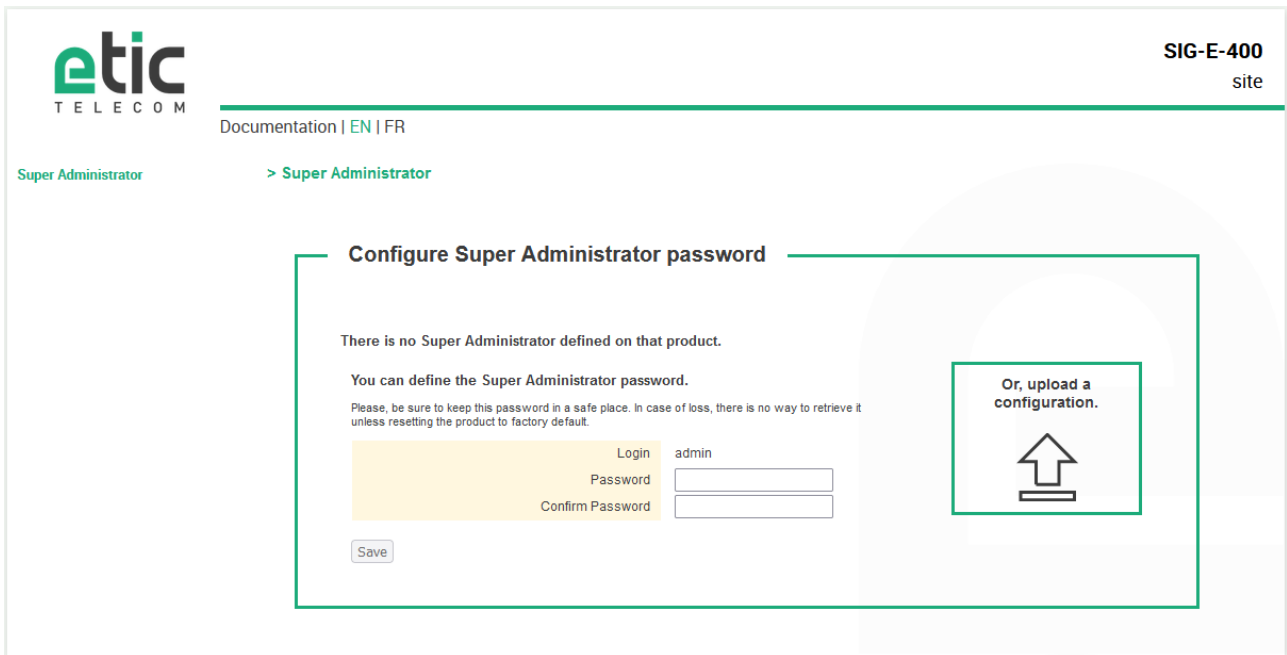 etic
TELECOM
SIG-E-400
site
Documentation | EN | FR
Super Administrator
> Super Administrator
Configure Super Administrator password
There is no Super Administrator defined on that product.
You can define the Super Administrator password.
Please, be sure to keep this password in a safe place. In case of loss, there is no way to retrieve it
unless resetting the product to factory default.
Login admin
Password
Confirm Password
Save
Or, upload a
configuration.